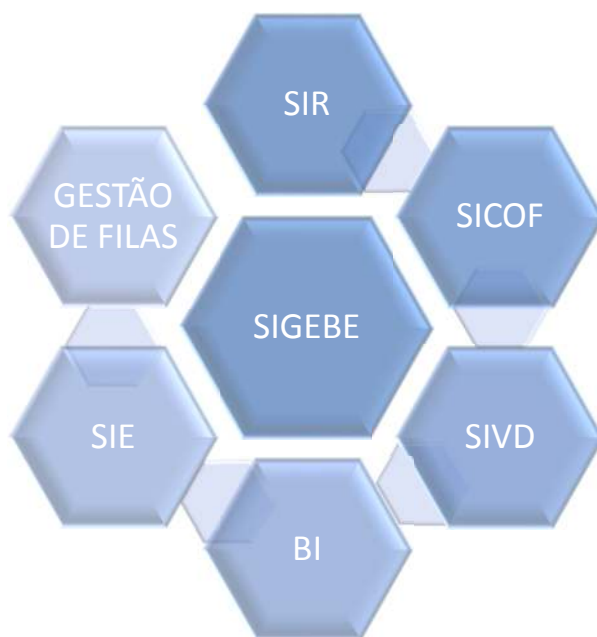 SIR
SICOF
SIVD
BI
SIE
GESTÃO
DE FILAS
SIGEBE